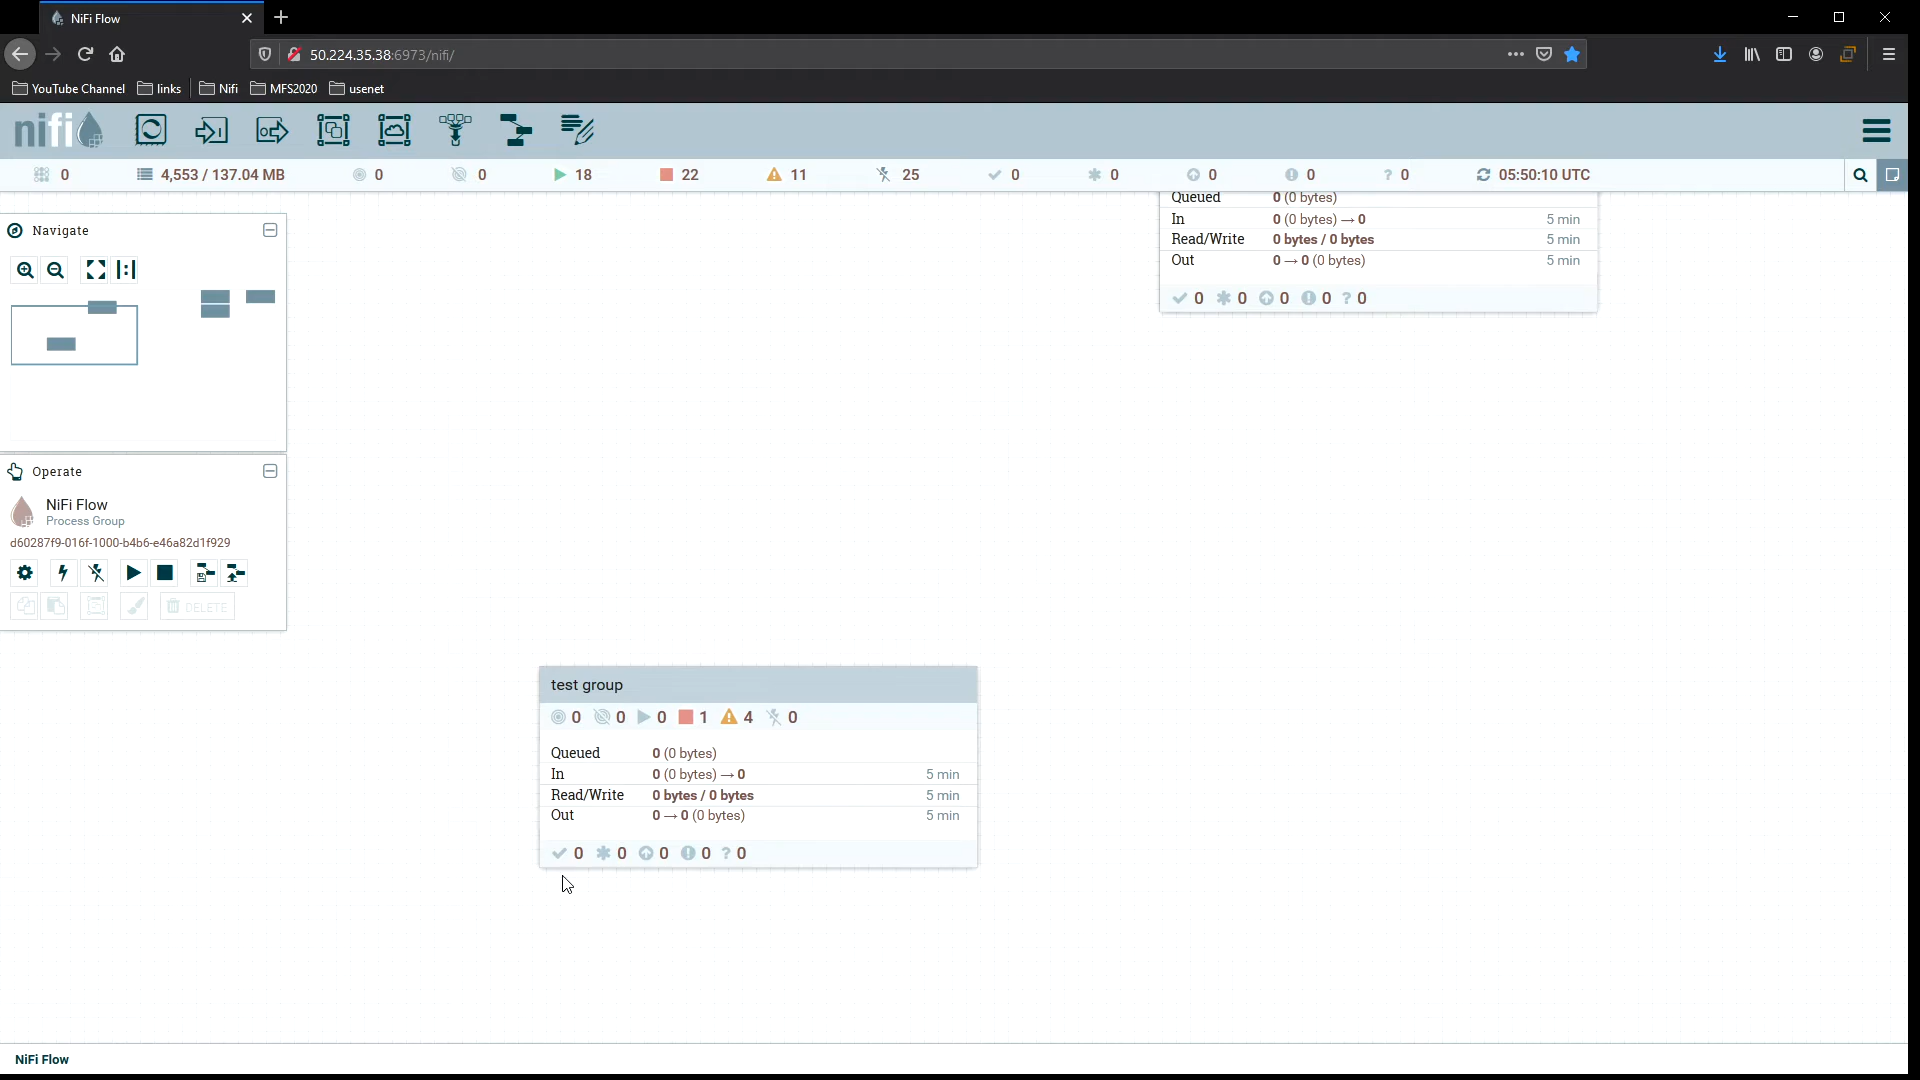 NiFi Flow
50.224.35.38:6973/nifi/
YouTube Channel links Nifi MFS2020 usenet
nifi
0 4,553 / 137.04 MB 0 0 18 22 11 25 0 0 0 0 ? 0 05:50:10 UTC
Queued 0 (0 bytes)
In 0 (0 bytes) → 0 5 min
Read/Write 0 bytes / 0 bytes 5 min
Out 0 → 0 (0 bytes) 5 min
0 0 0 0 ? 0
Navigate
Operate
NiFi Flow
Process Group
d60287f9-016f-1000-b4b6-e46a82d1f929
DELETE
test group
0 0 0 1 4 0
Queued 0 (0 bytes)
In 0 (0 bytes) → 0 5 min
Read/Write 0 bytes / 0 bytes 5 min
Out 0 → 0 (0 bytes) 5 min
0 0 0 0 ? 0
NiFi Flow